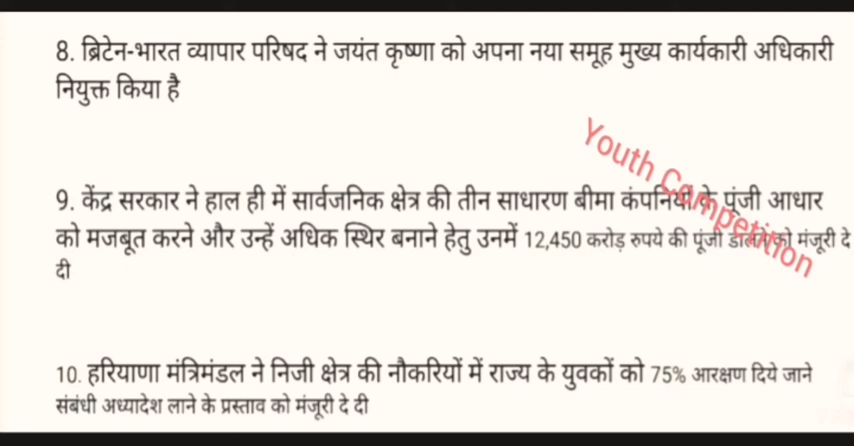 8. ब्रिटेन-भारत व्यापार परिषद ने जयंत कृष्णा को अपना नया समूह मुख्य कार्यकारी अधिकारी
नियुक्त किया है
Youth Competition
9. केंद्र सरकार ने हाल ही में सार्वजनिक क्षेत्र की तीन साधारण बीमा कंपनियों के पूंजी आधार
को मजबूत करने और उन्हें अधिक स्थिर बनाने हेतु उनमें 12,450 करोड़ रुपये की पूंजी डालने को मंजूरी दे
दी
10. हरियाणा मंत्रिमंडल ने निजी क्षेत्र की नौकरियों में राज्य के युवकों को 75% आरक्षण दिये जाने
संबंधी अध्यादेश लाने के प्रस्ताव को मंजूरी दे दी